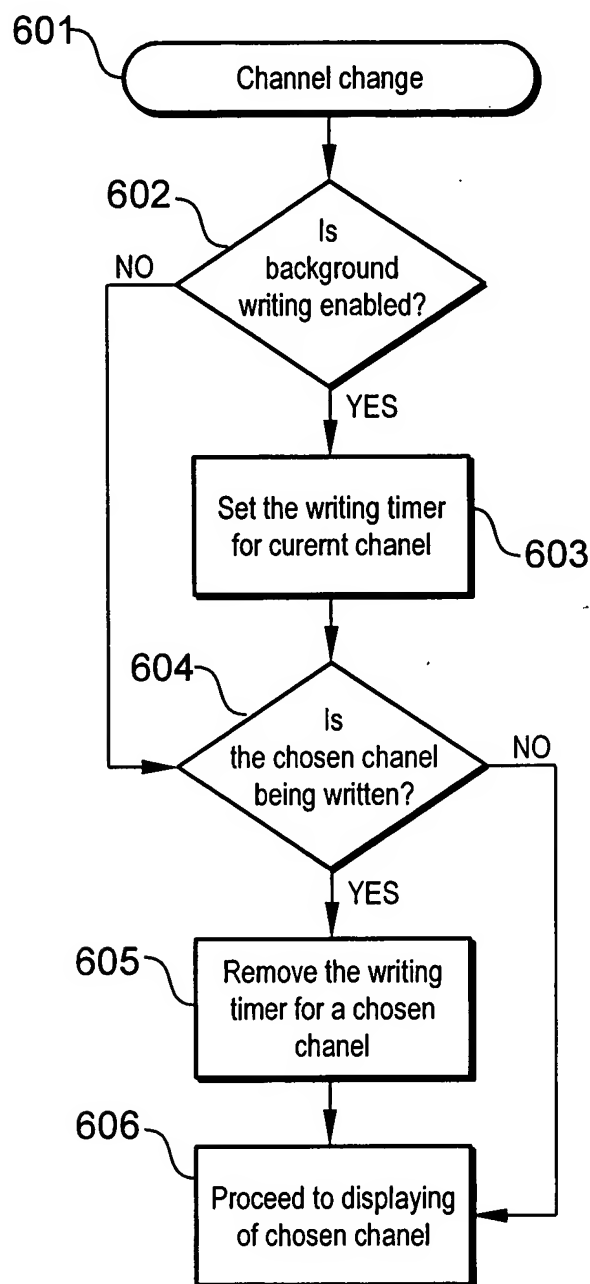 601
Channel change
602
Is
background
writing enabled?
NO
YES
Set the writing timer
for curernt chanel
603
604
Is
the chosen chanel
being written?
NO
YES
605
Remove the writing
timer for a chosen
chanel
606
Proceed to displaying
of chosen chanel